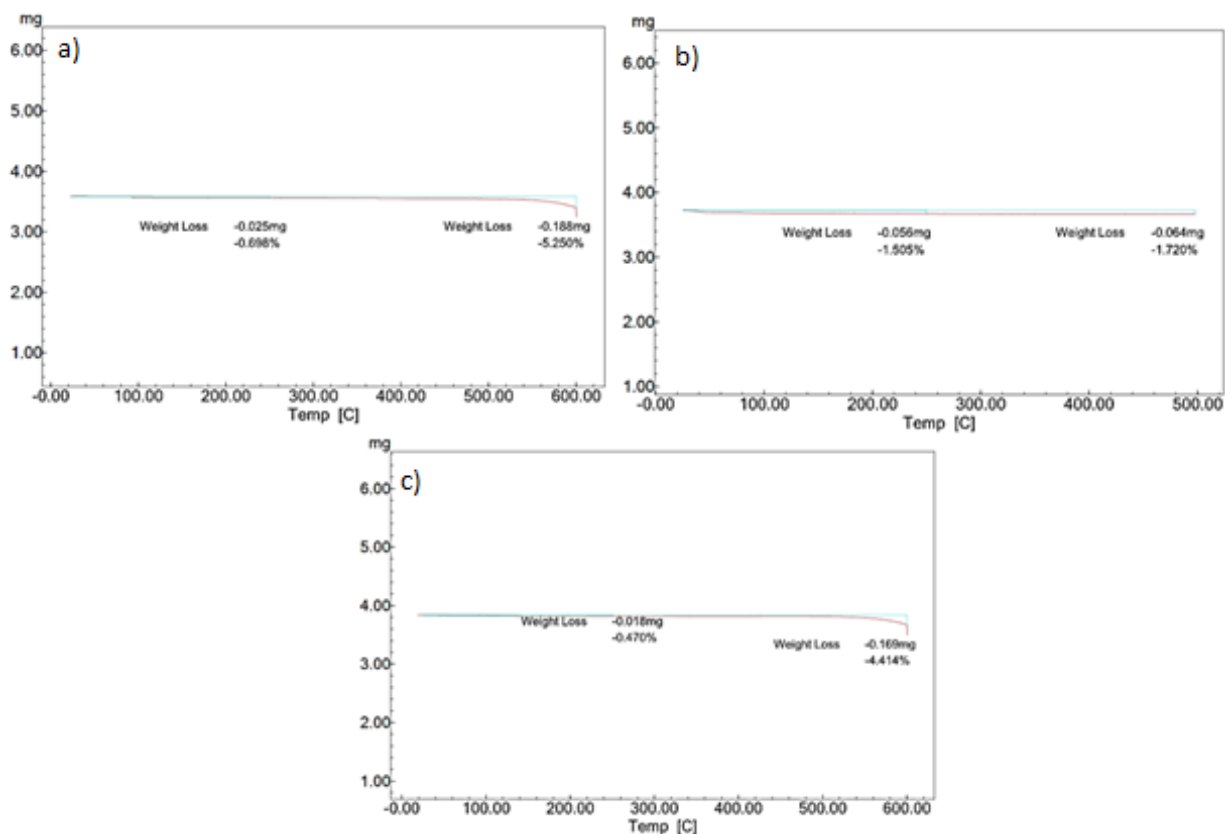 mg
a)
6.00
5.00
4.00
3.00
2.00
1.00
Weight Loss -0.025mg
-0.698%
Weight Loss -0.188mg
-5.250%
-0.00 100.00 200.00 300.00 400.00 500.00 600.00
Temp [C]
mg
b)
6.00
5.00
4.00
3.00
2.00
1.00
Weight Loss -0.056mg
-1.505%
Weight Loss -0.064mg
-1.720%
-0.00 100.00 200.00 300.00 400.00 500.00
Temp [C]
mg
c)
6.00
5.00
4.00
3.00
2.00
1.00
Weight Loss -0.018mg
-0.470%
Weight Loss -0.169mg
-4.414%
-0.00 100.00 200.00 300.00 400.00 500.00 600.00
Temp [C]